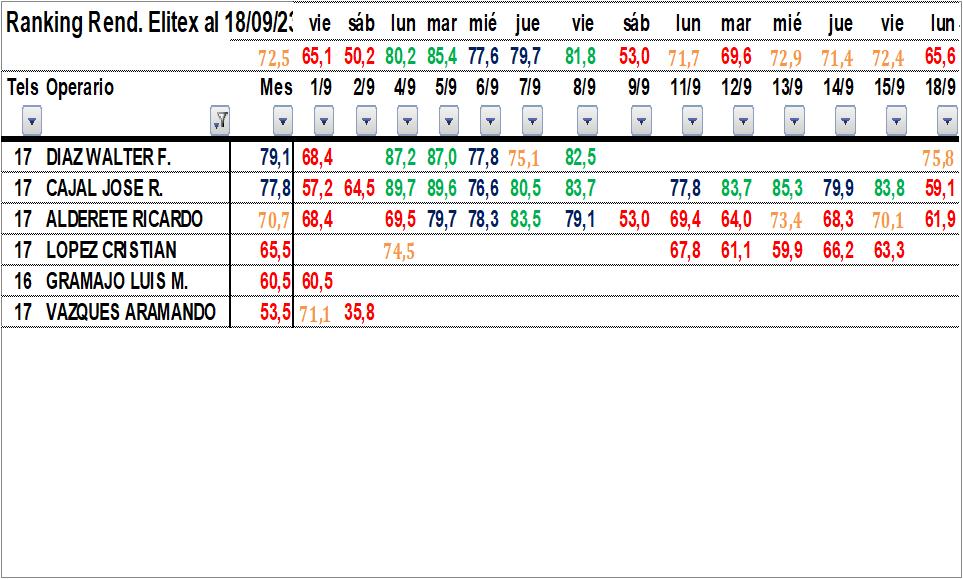 Ranking Rend. Elitex al 18/09/23 vie sáb lun mar mié jue vie sáb lun mar mié jue vie lun
72,5 65,1 50,2 80,2 85,4 77,6 79,7 81,8 53,0 71,7 69,6 72,9 71,4 72,4 65,6
Tels Operario Mes 1/9 2/9 4/9 5/9 6/9 7/9 8/9 9/9 11/9 12/9 13/9 14/9 15/9 18/9
17 DIAZ WALTER F. 79,1 68,4 87,2 87,0 77,8 75,1 82,5 75,8
17 CAJAL JOSE R. 77,8 57,2 64,5 89,7 89,6 76,6 80,5 83,7 77,8 83,7 85,3 79,9 83,8 59,1
17 ALDERETE RICARDO 70,7 68,4 69,5 79,7 78,3 83,5 79,1 53,0 69,4 64,0 73,4 68,3 70,1 61,9
17 LOPEZ CRISTIAN 65,5 74,5 67,8 61,1 59,9 66,2 63,3
16 GRAMAJO LUIS M. 60,5 60,5
17 VAZQUES ARAMANDO 53,5 71,1 35,8